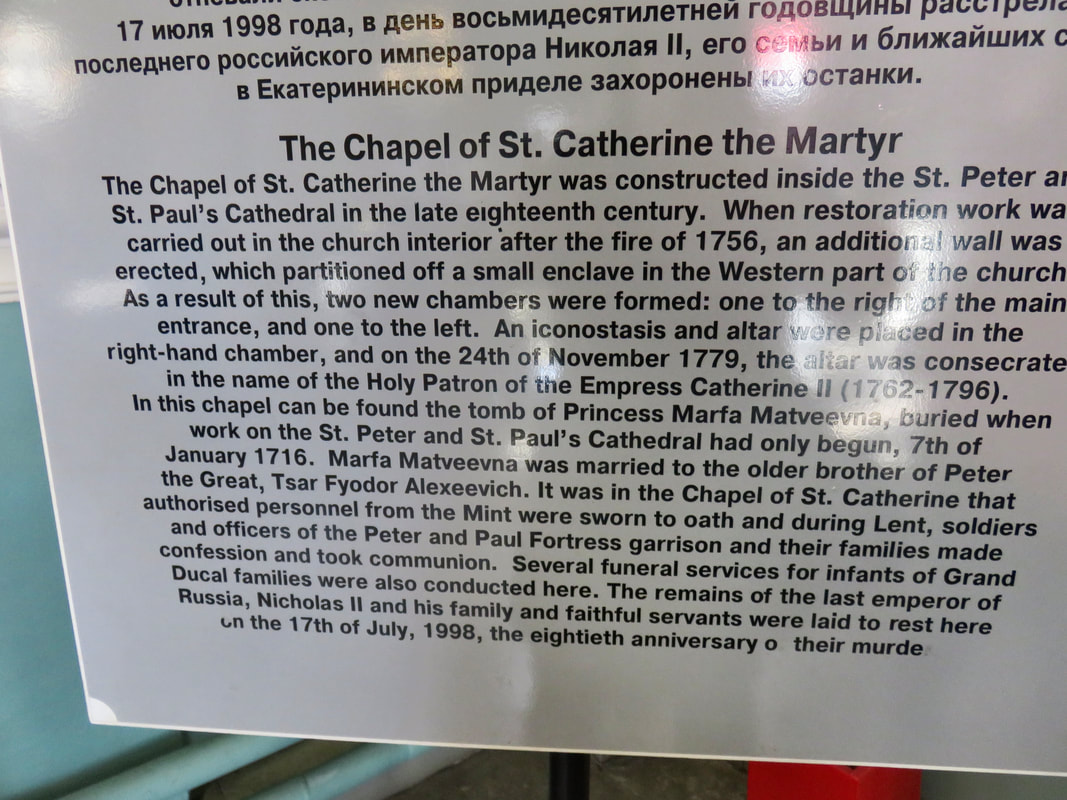 17 июля 1998 года, в день восьмидесятилетней годовщины расстрела
последнего российского императора Николая II, его семьи и ближайших с
в Екатерининском приделе захоронены их останки.
The Chapel of St. Catherine the Martyr
The Chapel of St. Catherine the Martyr was constructed inside the St. Peter an
St. Paul's Cathedral in the late eighteenth century. When restoration work wa
carried out in the church interior after the fire of 1756, an additional wall was
erected, which partitioned off a small enclave in the Western part of the church
As a result of this, two new chambers were formed: one to the right of the main
entrance, and one to the left. An iconostasis and altar were placed in the
right-hand chamber, and on the 24th of November 1779, the altar was consecrate
in the name of the Holy Patron of the Empress Catherine II (1762-1796).
In this chapel can be found the tomb of Princess Marfa Matveevna, buried when
work on the St. Peter and St. Paul's Cathedral had only begun, 7th of
January 1716. Marfa Matveevna was married to the older brother of Peter
the Great, Tsar Fyodor Alexeevich. It was in the Chapel of St. Catherine that
authorised personnel from the Mint were sworn to oath and during Lent, soldiers
and officers of the Peter and Paul Fortress garrison and their families made
confession and took communion. Several funeral services for infants of Grand
Ducal families were also conducted here. The remains of the last emperor of
Russia, Nicholas II and his family and faithful servants were laid to rest here
on the 17th of July, 1998, the eightieth anniversary o their murde